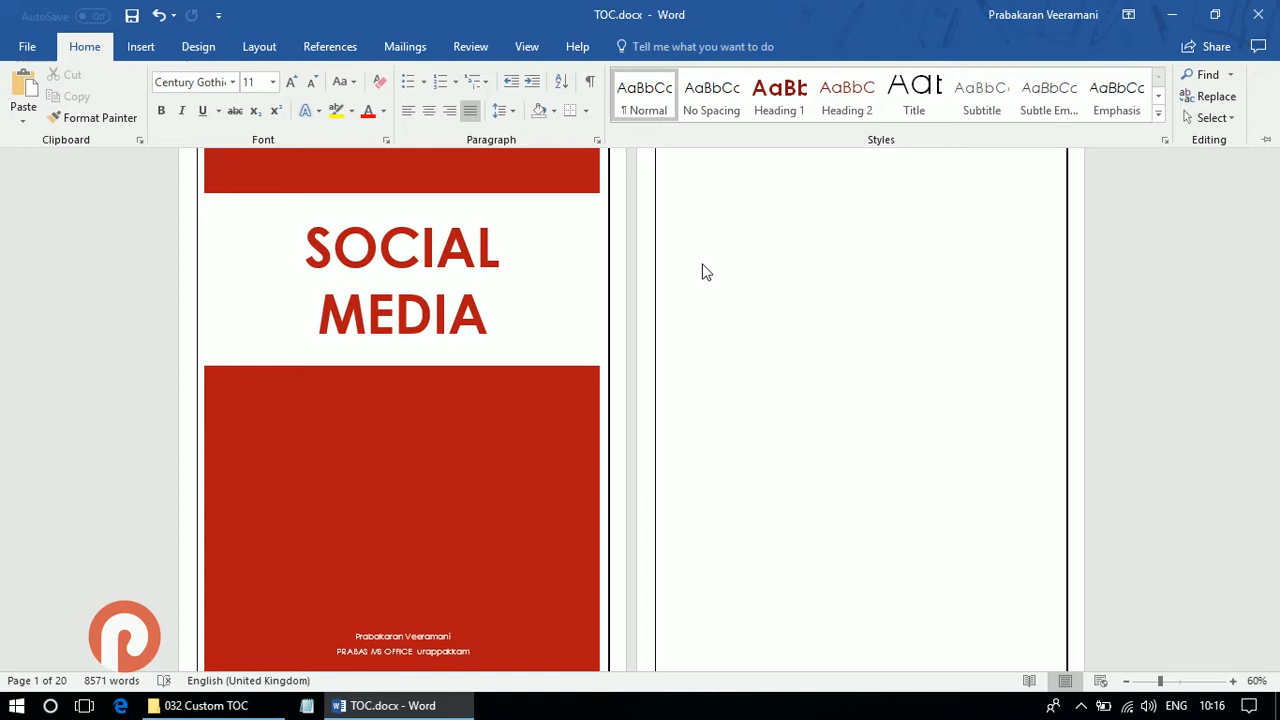 AutoSave Off
TOC.docx - Word
Prabakaran Veeramani
File Home Insert Design Layout References Mailings Review View Help Tell me what you want to do Share
Paste
Cut
Copy
Format Painter
Clipboard
Century Gothi 11
Font
Paragraph
AaBbCc AaBbCc AaBb AaBbCc Aat AaBbCc AaBbCc AaBbCc
¶ Normal No Spacing Heading 1 Heading 2 Title Subtitle Subtle Em... Emphasis
Styles
Find
Replace
Select
Editing
SOCIAL
MEDIA
Prabakaran Veeramani
PRABAS MS OFFICE urappakkam
Page 1 of 20 8571 words English (United Kingdom) 60%
032 Custom TOC TOC.docx - Word ENG 10:16